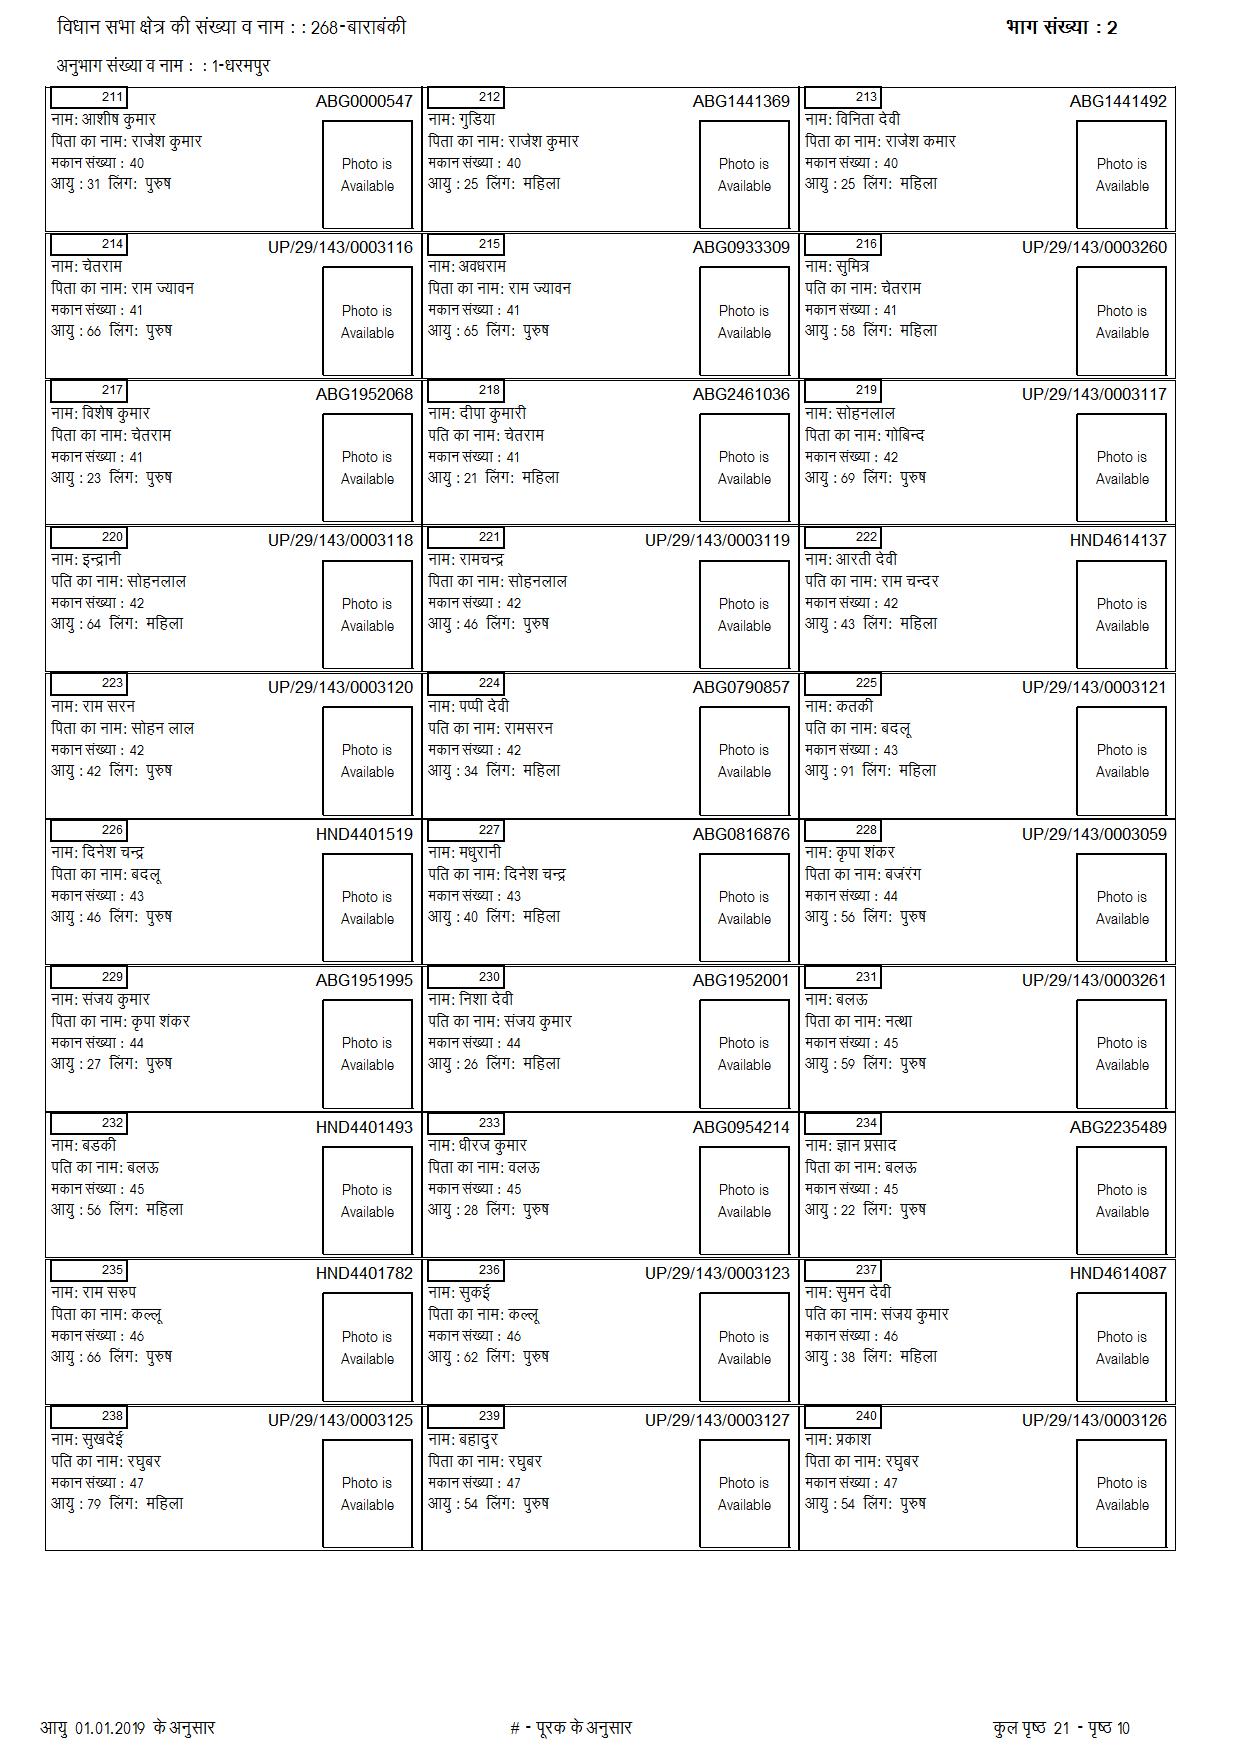 विधान सभा क्षेत्र की संख्या व नाम : : 268-बाराबंकी
भाग संख्या : 2
अनुभाग संख्या व नाम : : 1-धरमपुर
211 ABG0000547
नाम: आशीष कुमार
पिता का नाम: राजेश कुमार
मकान संख्या : 40
आयु : 31 लिंग: पुरुष
Photo is
Available
212 ABG1441369
नाम: गुडिया
पिता का नाम: राजेश कुमार
मकान संख्या : 40
आयु : 25 लिंग: महिला
Photo is
Available
213 ABG1441492
नाम: विनिता देवी
पिता का नाम: राजेश कमार
मकान संख्या : 40
आयु : 25 लिंग: महिला
Photo is
Available
214 UP/29/143/0003116
नाम: चेतराम
पिता का नाम: राम ज्यावन
मकान संख्या : 41
आयु : 66 लिंग: पुरुष
Photo is
Available
215 ABG0933309
नाम: अवधराम
पिता का नाम: राम ज्यावन
मकान संख्या : 41
आयु : 65 लिंग: पुरुष
Photo is
Available
216 UP/29/143/0003260
नाम: सुमित्र
पति का नाम: चेतराम
मकान संख्या : 41
आयु : 58 लिंग: महिला
Photo is
Available
217 ABG1952068
नाम: विशेष कुमार
पिता का नाम: चेतराम
मकान संख्या : 41
आयु : 23 लिंग: पुरुष
Photo is
Available
218 ABG2461036
नाम: दीपा कुमारी
पति का नाम: चेतराम
मकान संख्या : 41
आयु : 21 लिंग: महिला
Photo is
Available
219 UP/29/143/0003117
नाम: सोहनलाल
पिता का नाम: गोबिन्द
मकान संख्या : 42
आयु : 69 लिंग: पुरुष
Photo is
Available
220 UP/29/143/0003118
नाम: इन्द्रानी
पति का नाम: सोहनलाल
मकान संख्या : 42
आयु : 64 लिंग: महिला
Photo is
Available
221 UP/29/143/0003119
नाम: रामचन्द्र
पिता का नाम: सोहनलाल
मकान संख्या : 42
आयु : 46 लिंग: पुरुष
Photo is
Available
222 HND4614137
नाम: आरती देवी
पति का नाम: राम चन्दर
मकान संख्या : 42
आयु : 43 लिंग: महिला
Photo is
Available
223 UP/29/143/0003120
नाम: राम सरन
पिता का नाम: सोहन लाल
मकान संख्या : 42
आयु : 42 लिंग: पुरुष
Photo is
Available
224 ABG0790857
नाम: पप्पी देवी
पति का नाम: रामसरन
मकान संख्या : 42
आयु : 34 लिंग: महिला
Photo is
Available
225 UP/29/143/0003121
नाम: कतकी
पति का नाम: बदलू
मकान संख्या : 43
आयु : 91 लिंग: महिला
Photo is
Available
226 HND4401519
नाम: दिनेश चन्द्र
पिता का नाम: बदलू
मकान संख्या : 43
आयु : 46 लिंग: पुरुष
Photo is
Available
227 ABG0816876
नाम: मधुरानी
पति का नाम: दिनेश चन्द्र
मकान संख्या : 43
आयु : 40 लिंग: महिला
Photo is
Available
228 UP/29/143/0003059
नाम: कृपा शंकर
पिता का नाम: बजंरंग
मकान संख्या : 44
आयु : 56 लिंग: पुरुष
Photo is
Available
229 ABG1951995
नाम: संजय कुमार
पिता का नाम: कृपा शंकर
मकान संख्या : 44
आयु : 27 लिंग: पुरुष
Photo is
Available
230 ABG1952001
नाम: निशा देवी
पति का नाम: संजय कुमार
मकान संख्या : 44
आयु : 26 लिंग: महिला
Photo is
Available
231 UP/29/143/0003261
नाम: बलऊ
पिता का नाम: नत्था
मकान संख्या : 45
आयु : 59 लिंग: पुरुष
Photo is
Available
232 HND4401493
नाम: बडकी
पति का नाम: बलऊ
मकान संख्या : 45
आयु : 56 लिंग: महिला
Photo is
Available
233 ABG0954214
नाम: धीरज कुमार
पिता का नाम: वलऊ
मकान संख्या : 45
आयु : 28 लिंग: पुरुष
Photo is
Available
234 ABG2235489
नाम: ज्ञान प्रसाद
पिता का नाम: बलऊ
मकान संख्या : 45
आयु : 22 लिंग: पुरुष
Photo is
Available
235 HND4401782
नाम: राम सरुप
पिता का नाम: कल्लू
मकान संख्या : 46
आयु : 66 लिंग: पुरुष
Photo is
Available
236 UP/29/143/0003123
नाम: सुकई
पिता का नाम: कल्लू
मकान संख्या : 46
आयु : 62 लिंग: पुरुष
Photo is
Available
237 HND4614087
नाम: सुमन देवी
पति का नाम: संजय कुमार
मकान संख्या : 46
आयु : 38 लिंग: महिला
Photo is
Available
238 UP/29/143/0003125
नाम: सुखदेई
पति का नाम: रघुबर
मकान संख्या : 47
आयु : 79 लिंग: महिला
Photo is
Available
239 UP/29/143/0003127
नाम: बहादुर
पिता का नाम: रघुबर
मकान संख्या : 47
आयु : 54 लिंग: पुरुष
Photo is
Available
240 UP/29/143/0003126
नाम: प्रकाश
पिता का नाम: रघुबर
मकान संख्या : 47
आयु : 54 लिंग: पुरुष
Photo is
Available
आयु 01.01.2019 के अनुसार
# - पूरक के अनुसार
कुल पृष्ठ 21 - पृष्ठ 10